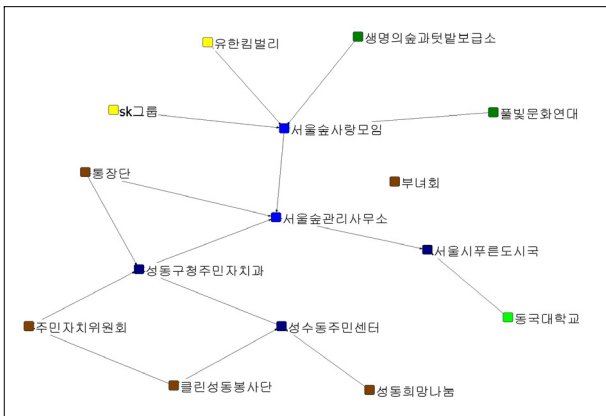 유한킴벌리
생명의숲과텃밭보급소
sk그룹
풀빛문화연대
서울숲사랑모임
통장단
부녀회
서울숲관리사무소
서울시푸른도시국
성동구청주민자치과
동국대학교
주민자치위원회
성수동주민센터
클린성동봉사단
성동희망나눔